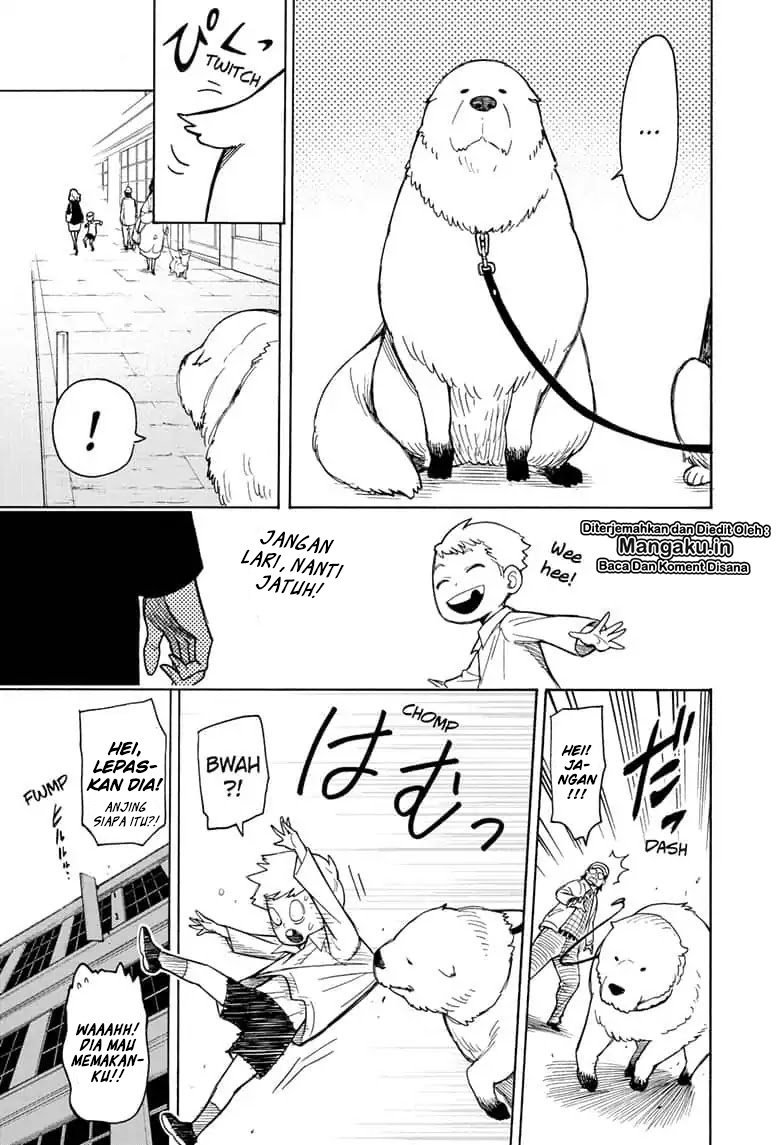 ...
ぴくっ
TWITCH
!
Wee
hee!
JANGAN
LARI, NANTI
JATUH!
Diterjemahkan dan Diedit Oleh :
Mangaku.in
Baca Dan Koment Disana
だっ
DASH
HEI!
JA-
NGAN
!!!
CHOMP
はむっ
BWAH
?!
HEI,
LEPAS-
KAN DIA!
ANJING
SIAPA ITU?!
FWMP
WAAAHH!
DIA MAU
MEMAKAN-
KU!!